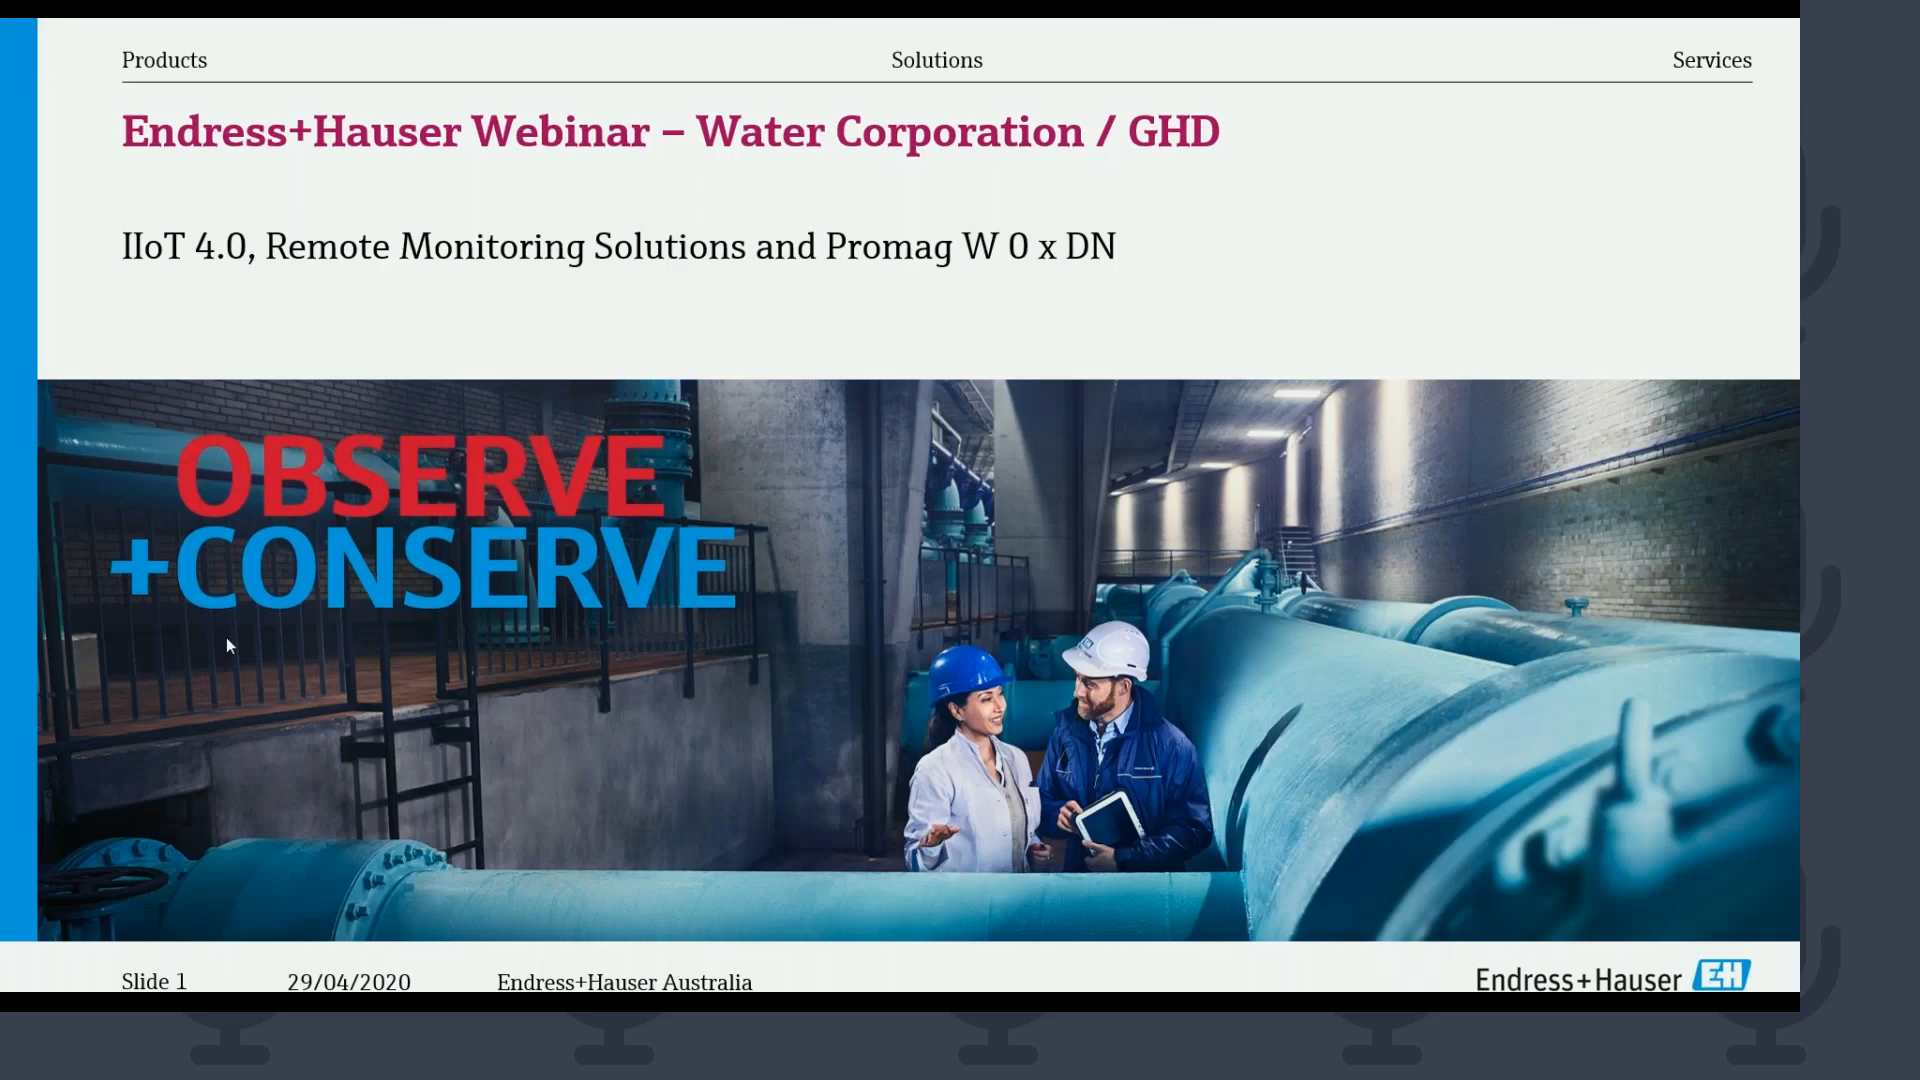 Products Solutions Services
Endress+Hauser Webinar – Water Corporation / GHD
IIoT 4.0, Remote Monitoring Solutions and Promag W 0 x DN
OBSERVE
+CONSERVE
Slide 1 29/04/2020 Endress+Hauser Australia Endress+Hauser EH